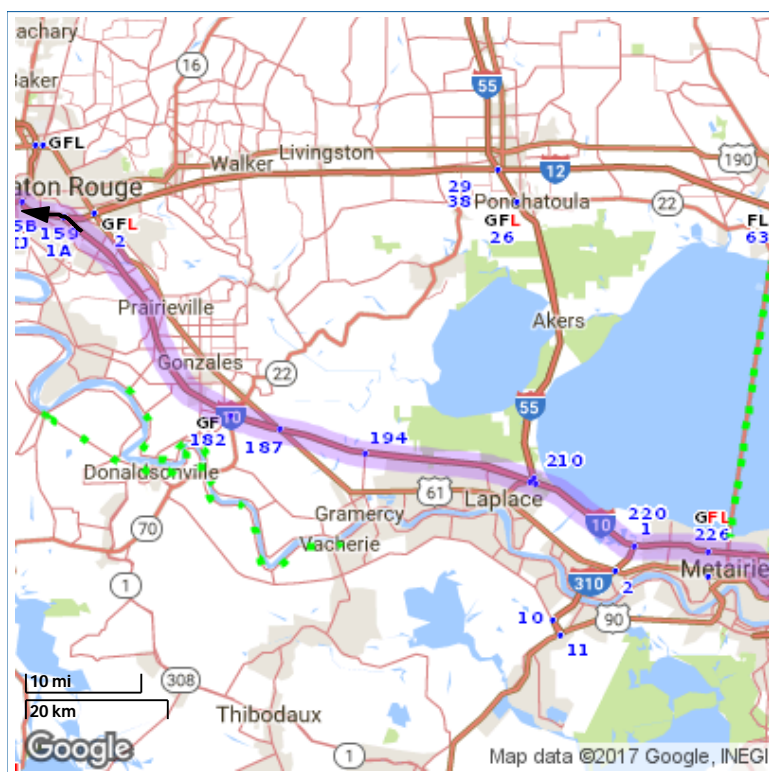 achary
16
55
Baker
GFL
Livingston
Walker
190
12
aton Rouge
29
38
Ponchatoula
22
GFL
2
GFL
26
FL
63
5B
IJ
159
1A
Prairieville
Akers
Gonzales
22
55
10
GF
182
187
194
210
Donaldsonville
61
Laplace
220
1
GFL
226
Gramercy
10
70
Vacherie
Metairie
310
2
1
10
90
11
10 mi
308
20 km
Thibodaux
1
Google
Map data ©2017 Google, INEGI